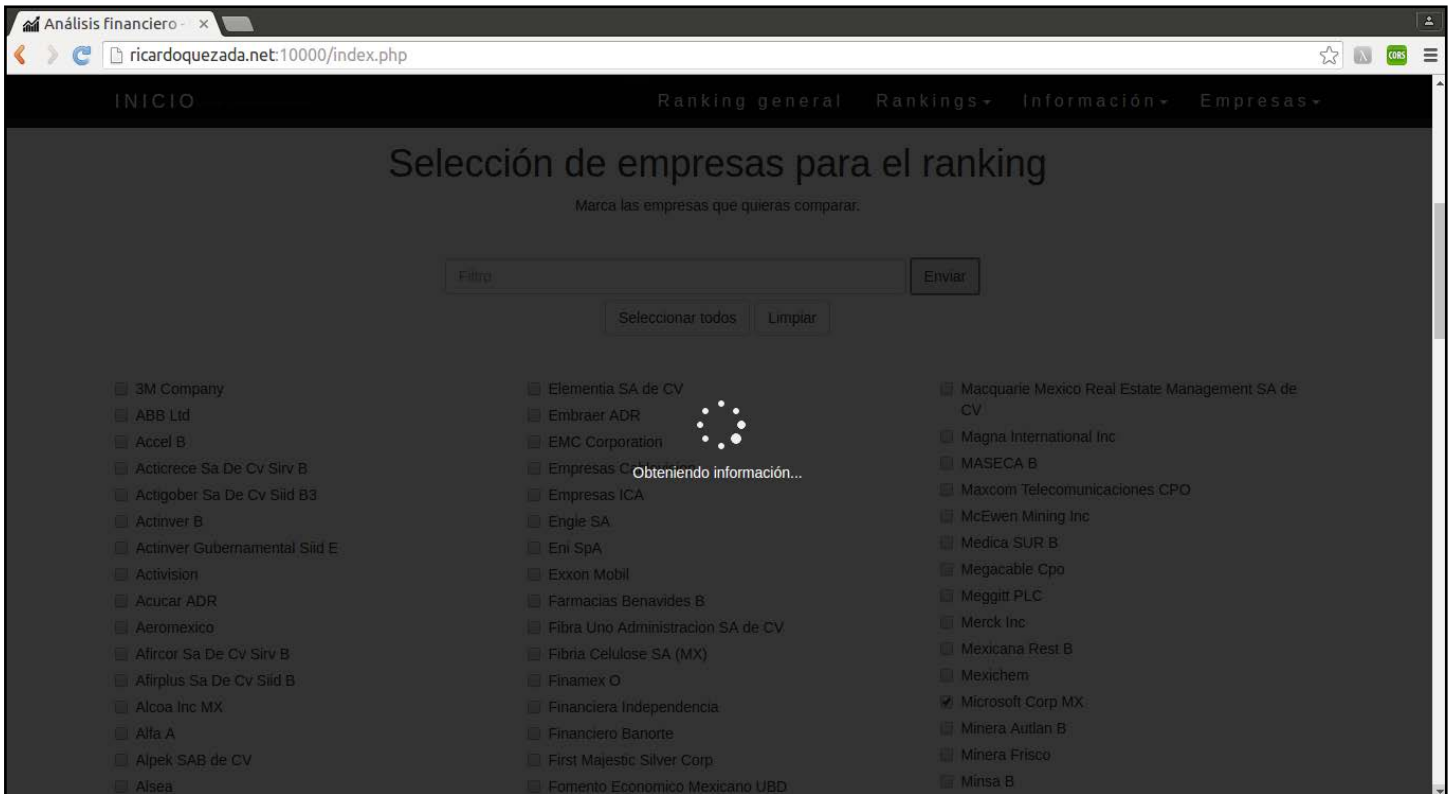 Análisis financiero -
ricardoquezada.net:10000/index.php
CORS
INICIO
Ranking general
Rankings
Información
Empresas
Selección de empresas para el ranking
Marca las empresas que quieras comparar.
Filtro
Enviar
Seleccionar todos
Limpiar
3M Company
ABB Ltd
Accel B
Acticrece Sa De Cv Sirv B
Actigober Sa De Cv Siid B3
Actinver B
Actinver Gubernamental Siid E
Activision
Acucar ADR
Aeromexico
Afircor Sa De Cv Sirv B
Afirplus Sa De Cv Siid B
Alcoa Inc MX
Alfa A
Alpek SAB de CV
Alsea
Elementia SA de CV
Embraer ADR
EMC Corporation
Empresas
Obteniendo información...
Empresas ICA
Engie SA
Eni SpA
Exxon Mobil
Farmacias Benavides B
Fibra Uno Administracion SA de CV
Fibria Celulose SA (MX)
Finamex O
Financiera Independencia
Financiero Banorte
First Majestic Silver Corp
Fomento Economico Mexicano UBD
Macquarie Mexico Real Estate Management SA de
CV
Magna International Inc
MASECA B
Maxcom Telecomunicaciones CPO
McEwen Mining Inc
Medica SUR B
Megacable Cpo
Meggitt PLC
Merck Inc
Mexicana Rest B
Mexichem
Microsoft Corp MX
Minera Autlan B
Minera Frisco
Minsa B